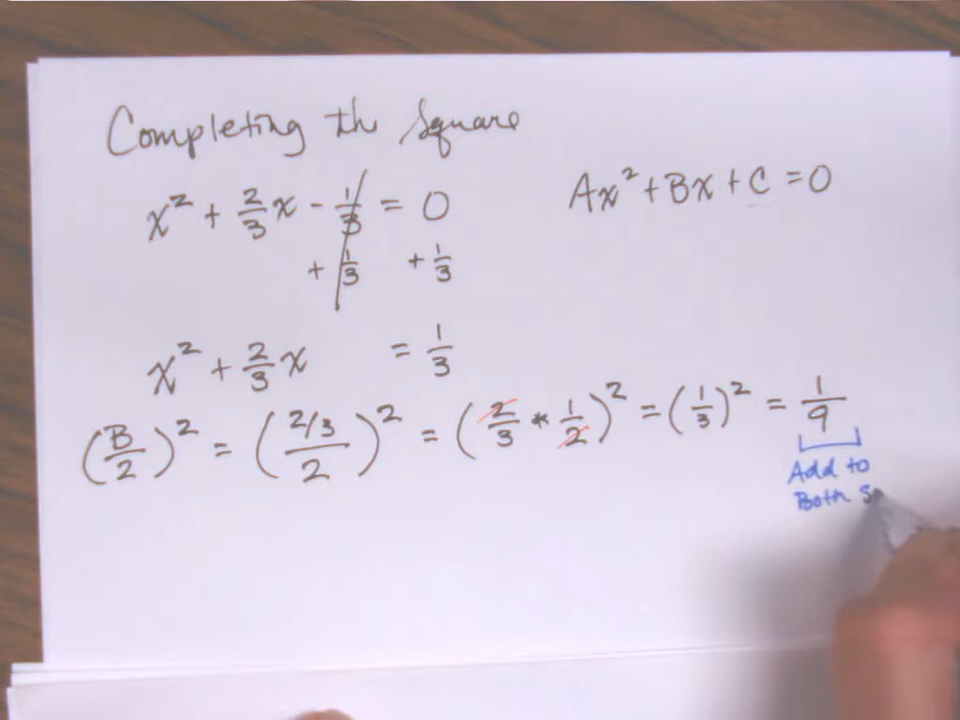 Completing the Square
x² + 2/3 x - 1/3 = 0
Ax² + Bx + C = 0
+ 1/3 + 1/3
x² + 2/3 x = 1/3
(B/2)² = ((2/3)/2)² = (2/3 * 1/2)² = (1/3)² = 1/9
Add to
Both